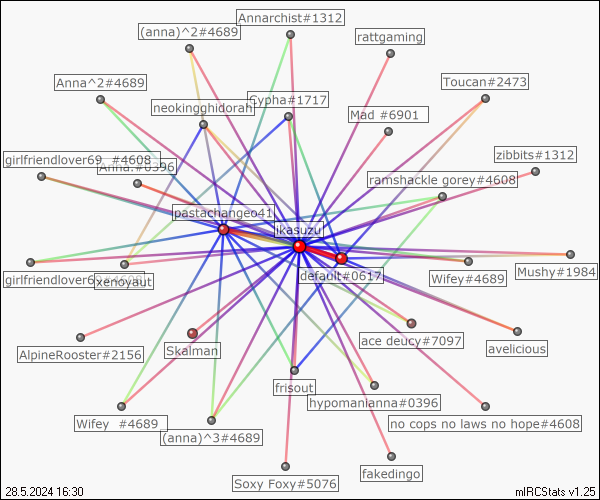 Annarchist#1312
(anna)^2#4689
rattgaming
Anna^2#4689
Toucan#2473
neokingghidorah
Cypha#1717
Mad #6901
girlfriendlover69 #4608
zibbits#1312
Anna.#0396
ramshackle gorey#4608
pastachangeo41
ikasuzu
default#0617
Wifey#4689
Mushy#1984
girlfriendlover69
xenoyaut
AlpineRooster#2156
Skalman
ace deucy#7097
avelicious
frisout
hypomanianna#0396
Wifey #4689
no cops no laws no hope#4608
(anna)^3#4689
Soxy Foxy#5076
fakedingo
28.5.2024 16:30
mIRCStats v1.25